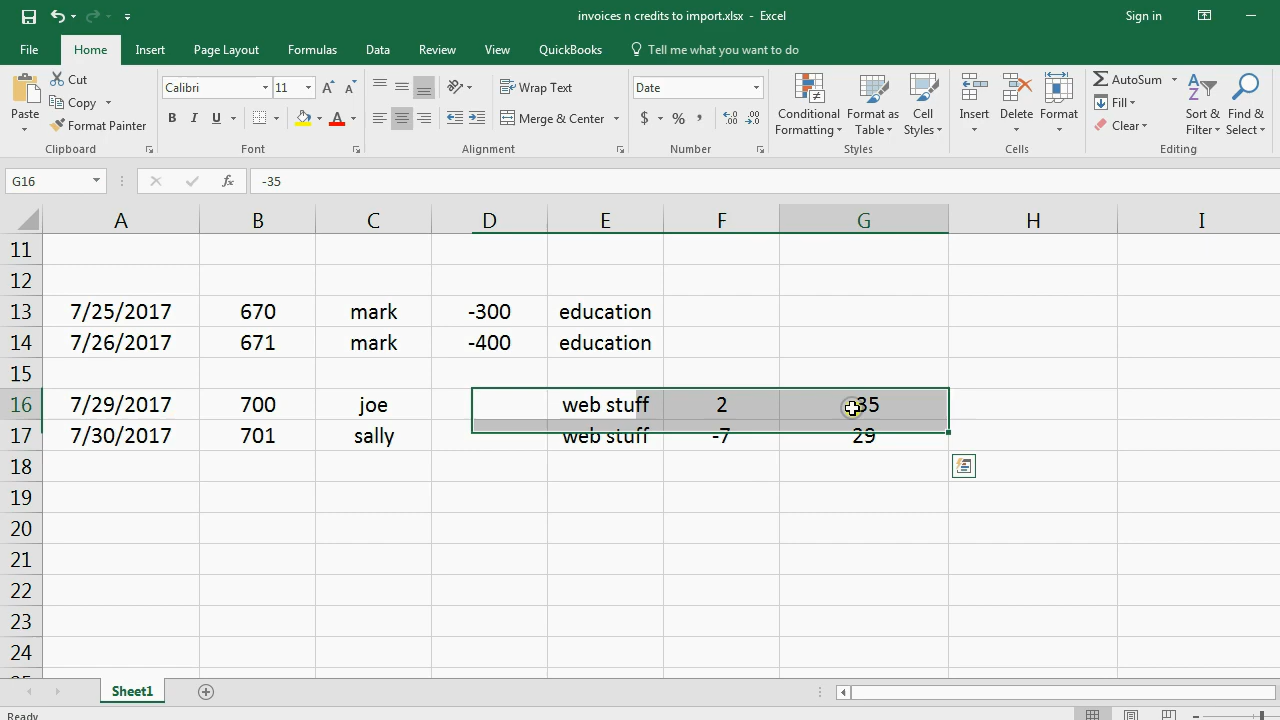 invoices n credits to import.xlsx - Excel
Sign in
File Home Insert Page Layout Formulas Data Review View QuickBooks Tell me what you want to do
Paste
Cut
Copy
Format Painter
Clipboard
Calibri 11
B I U
Font
Wrap Text
Merge & Center
Alignment
Date
$ % ,
Number
Conditional Formatting
Format as Table
Cell Styles
Styles
Insert Delete Format
Cells
AutoSum
Fill
Clear
Sort & Filter
Find & Select
Editing
G16 fx -35
A B C D E F G H I
11
12
13 7/25/2017 670 mark -300 education
14 7/26/2017 671 mark -400 education
15
16 7/29/2017 700 joe web stuff 2 35
17 7/30/2017 701 sally web stuff -7 29
18
19
20
21
22
23
24
Sheet1
Ready